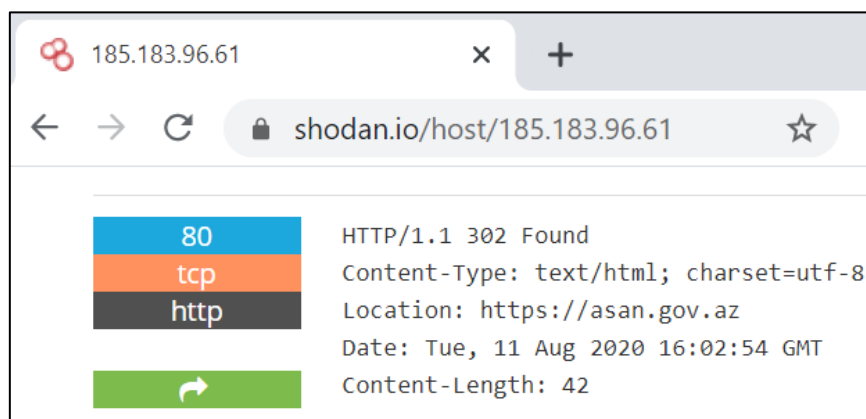 185.183.96.61
shodan.io/host/185.183.96.61
80
tcp
http
HTTP/1.1 302 Found
Content-Type: text/html; charset=utf-8
Location: https://asan.gov.az
Date: Tue, 11 Aug 2020 16:02:54 GMT
Content-Length: 42